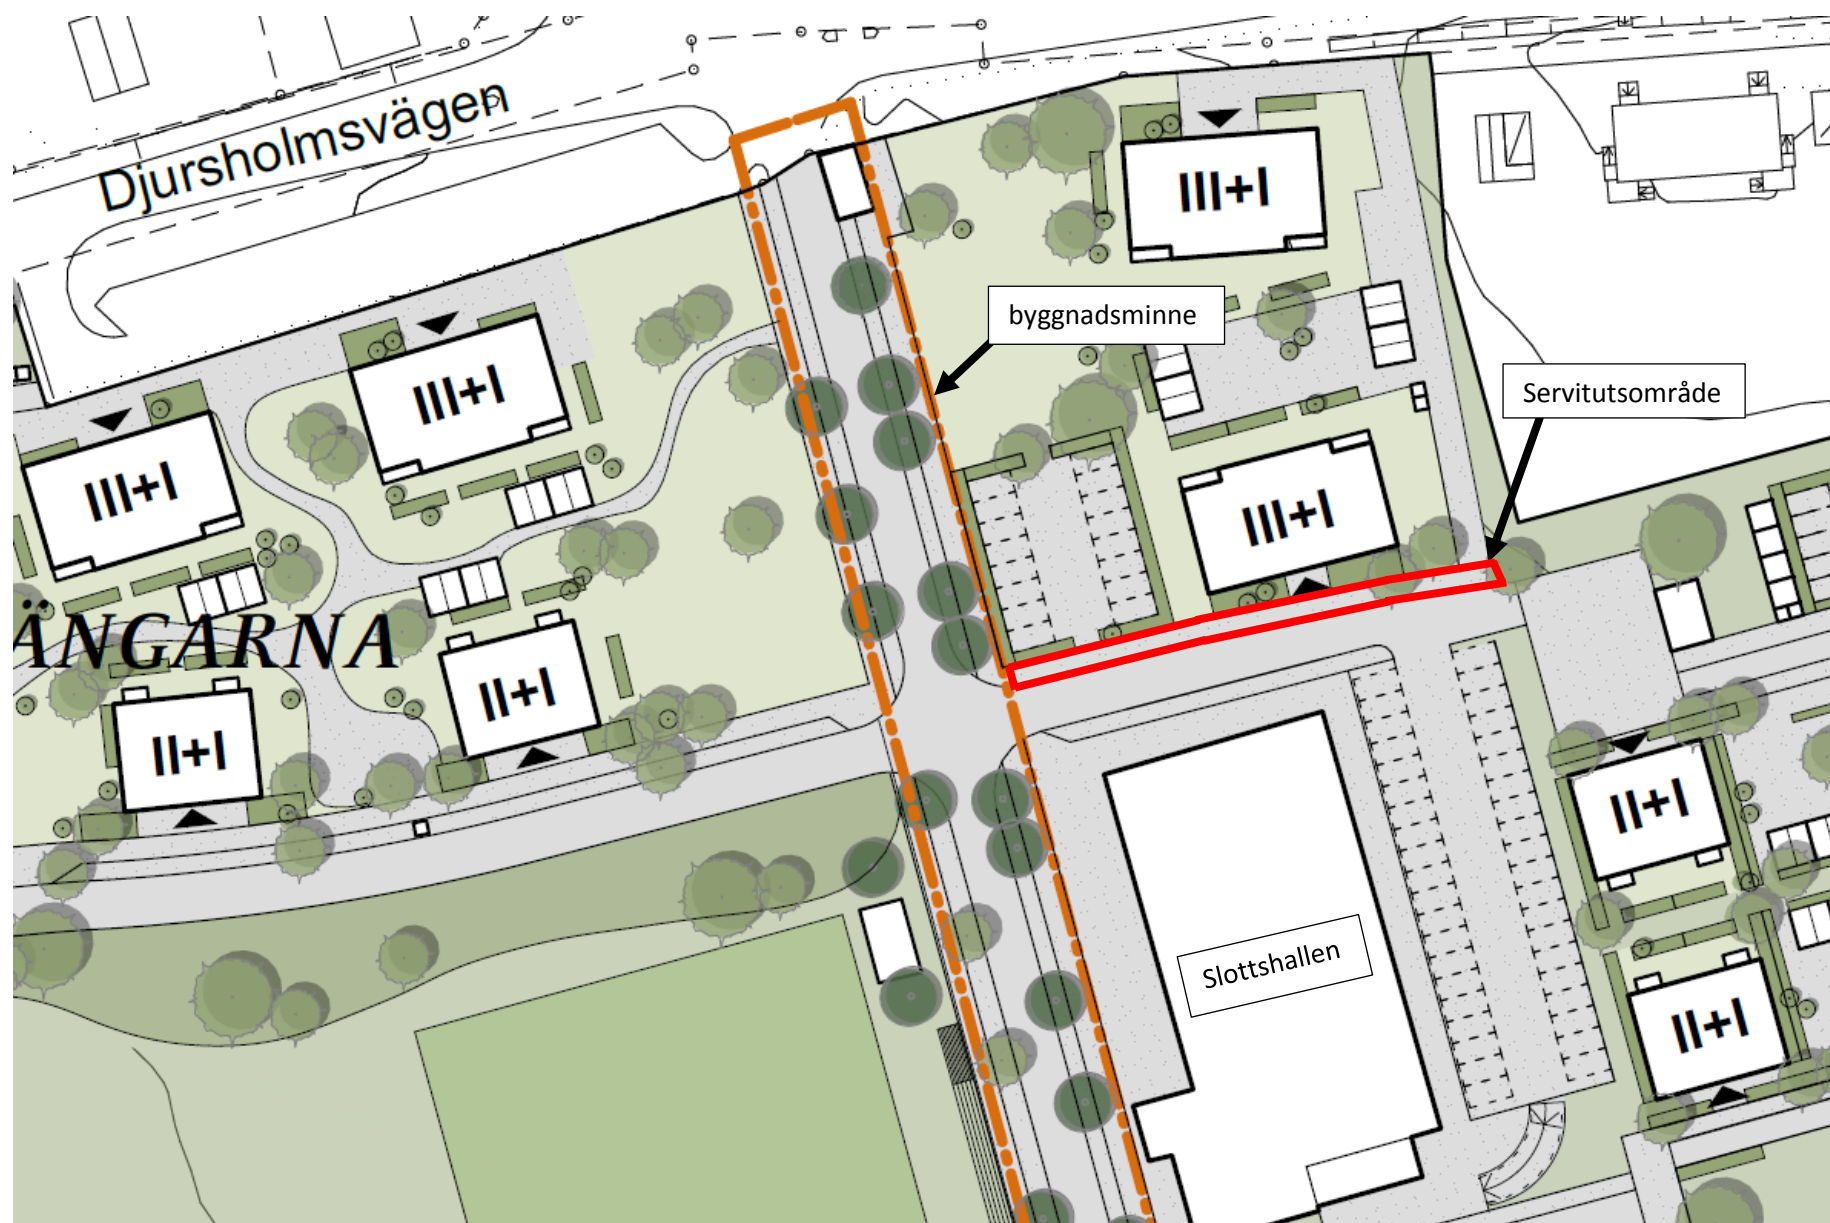 Djursholmsvägen
III+I
byggnadsminne
Servitutsområde
III+I
III+I
III+I
ÄNGARNA
II+I
II+I
II+I
Slottshallen
II+I